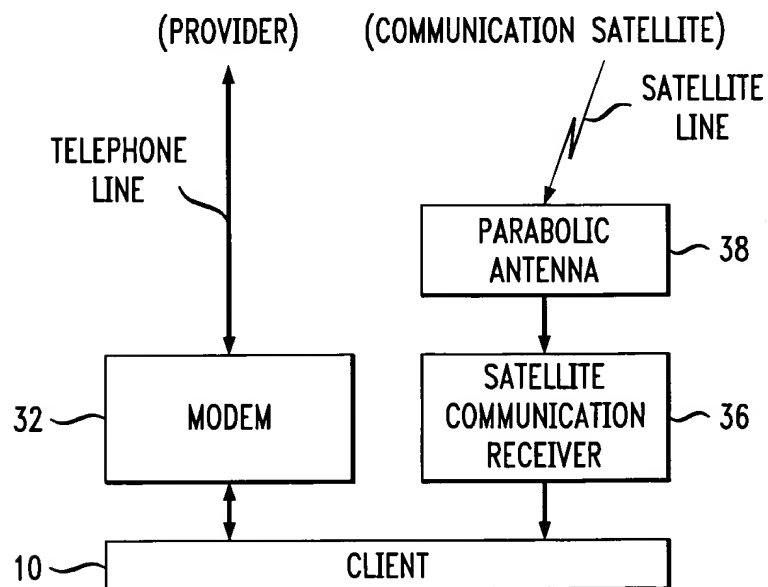 (PROVIDER)
(COMMUNICATION SATELLITE)
SATELLITE
LINE
TELEPHONE
LINE
PARABOLIC
ANTENNA
38
32
MODEM
SATELLITE
COMMUNICATION
RECEIVER
36
10
CLIENT